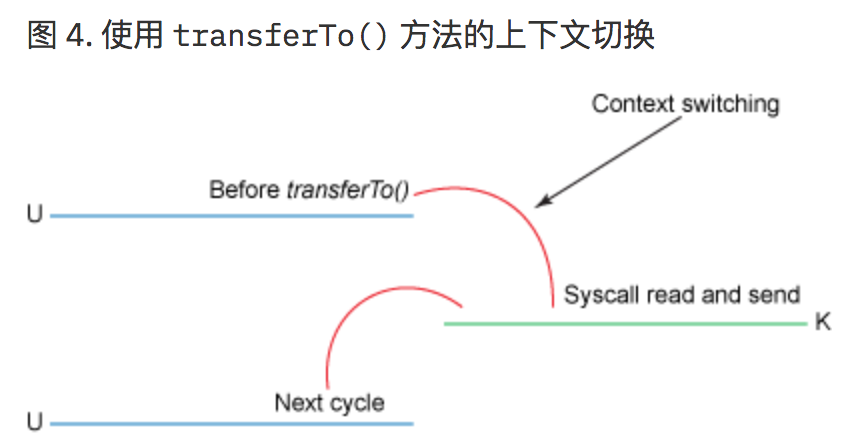 图 4. 使用 transferTo() 方法的上下文切换
Context switching
Before transferTo()
U
Syscall read and send
K
Next cycle
U